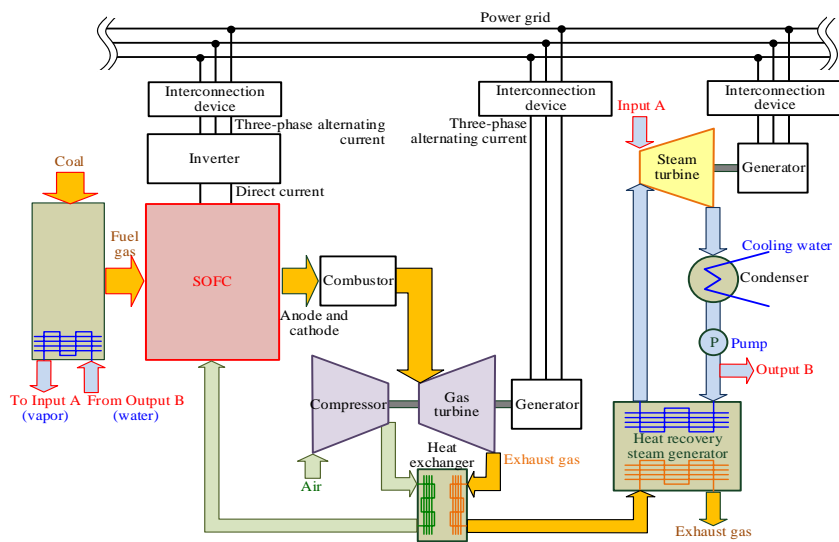 Power grid
Interconnection
device
Three-phase alternating
current
Inverter
Direct current
Coal
Fuel
gas
SOFC
Anode and
cathode
Combustor
To Input A
(vapor)
From Output B
(water)
Three-phase
alternating
current
Interconnection
device
Compressor
Gas
turbine
Generator
Air
Heat
exchanger
Exhaust gas
Input A
Steam
turbine
Interconnection
device
Generator
Cooling water
Condenser
P
Pump
Output B
Heat recovery
steam generator
Exhaust gas